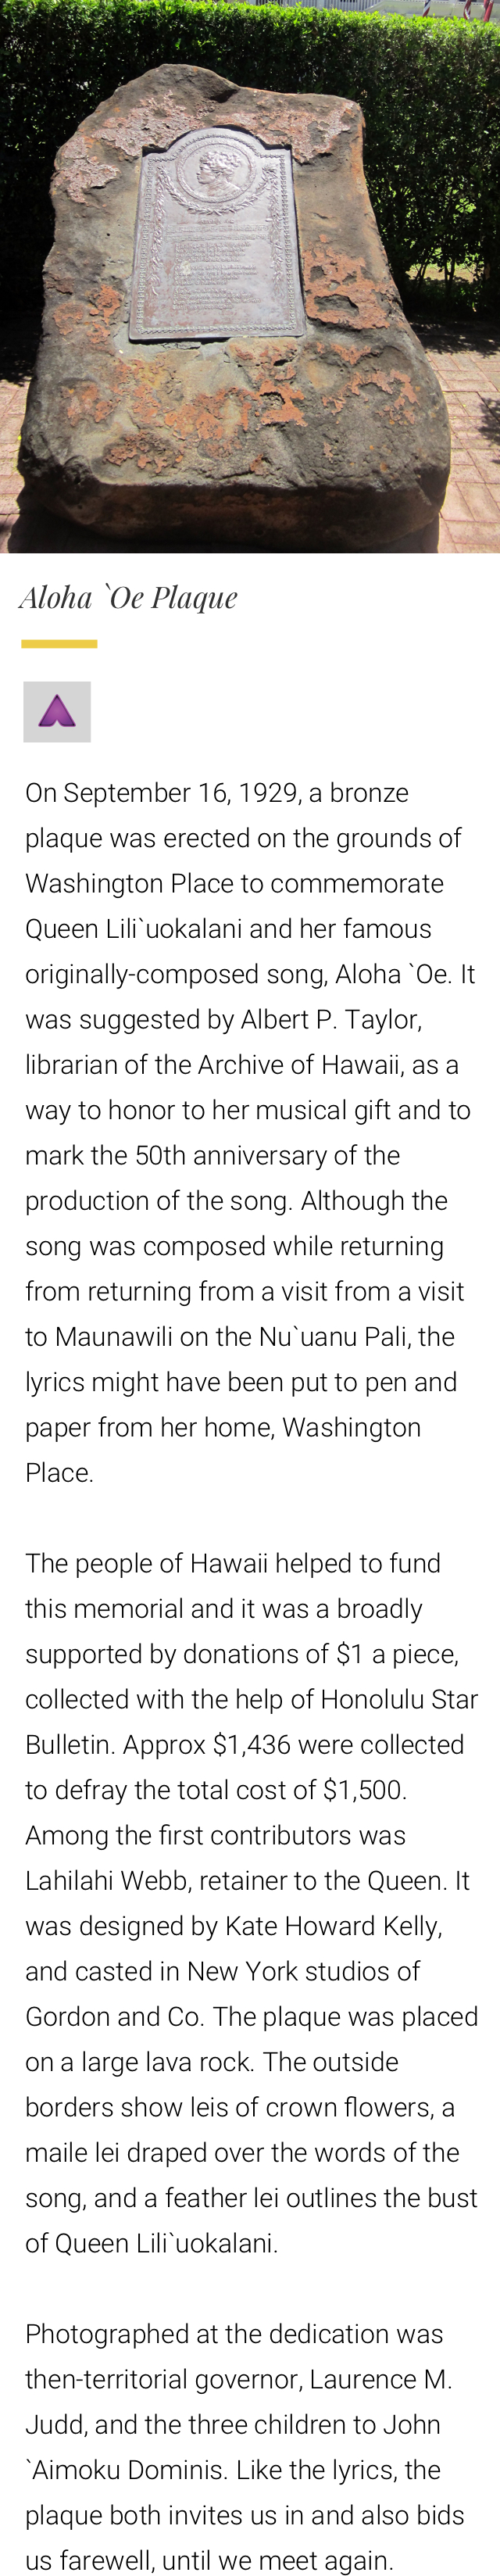 Aloha `Oe Plaque
On September 16, 1929, a bronze
plaque was erected on the grounds of
Washington Place to commemorate
Queen Lili`uokalani and her famous
originally-composed song, Aloha `Oe. It
was suggested by Albert P. Taylor,
librarian of the Archive of Hawaii, as a
way to honor to her musical gift and to
mark the 50th anniversary of the
production of the song. Although the
song was composed while returning
from returning from a visit from a visit
to Maunawili on the Nu`uanu Pali, the
lyrics might have been put to pen and
paper from her home, Washington
Place.
The people of Hawaii helped to fund
this memorial and it was a broadly
supported by donations of $1 a piece,
collected with the help of Honolulu Star
Bulletin. Approx $1,436 were collected
to defray the total cost of $1,500.
Among the first contributors was
Lahilahi Webb, retainer to the Queen. It
was designed by Kate Howard Kelly,
and casted in New York studios of
Gordon and Co. The plaque was placed
on a large lava rock. The outside
borders show leis of crown flowers, a
maile lei draped over the words of the
song, and a feather lei outlines the bust
of Queen Lili`uokalani.
Photographed at the dedication was
then-territorial governor, Laurence M.
Judd, and the three children to John
`Aimoku Dominis. Like the lyrics, the
plaque both invites us in and also bids
us farewell, until we meet again.